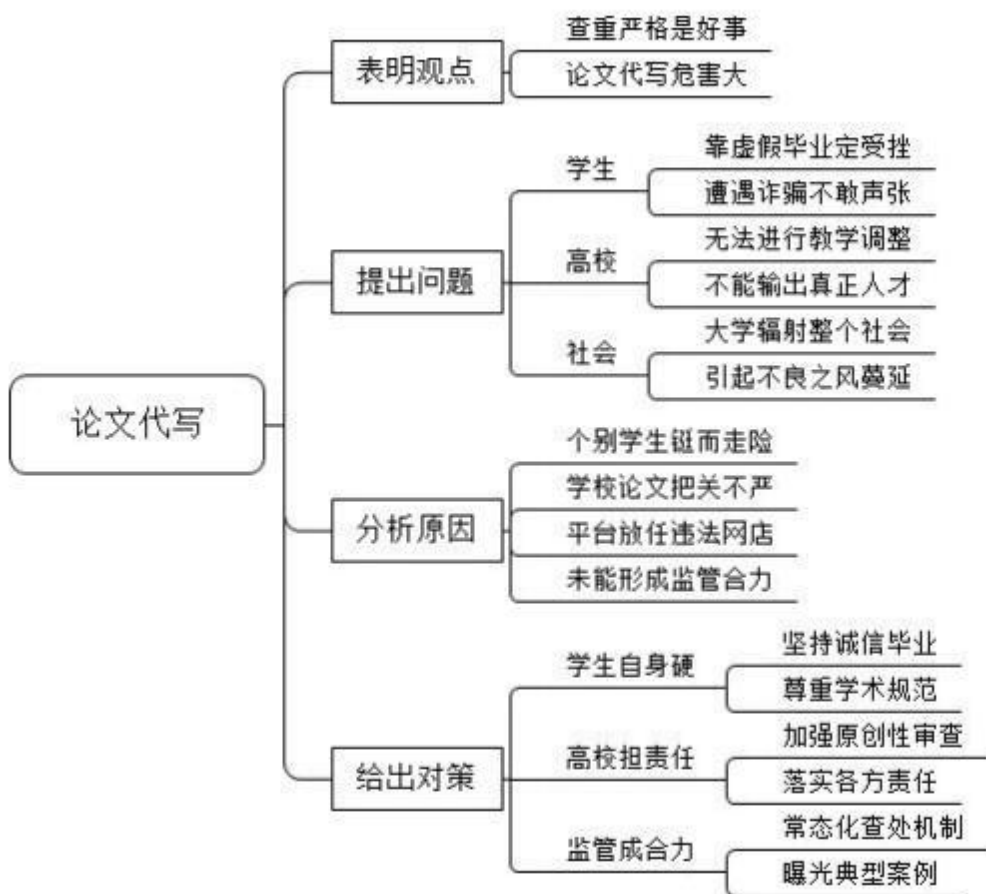 论文代写
表明观点
查重严格是好事
论文代写危害大
提出问题
学生
靠虚假毕业定受挫
遭遇诈骗不敢声张
高校
无法进行教学调整
不能输出真正人才
社会
大学辐射整个社会
引起不良之风蔓延
分析原因
个别学生铤而走险
学校论文把关不严
平台放任违法网店
未能形成监管合力
给出对策
学生自身硬
坚持诚信毕业
尊重学术规范
高校担责任
加强原创性审查
落实各方责任
监管成合力
常态化查处机制
曝光典型案例